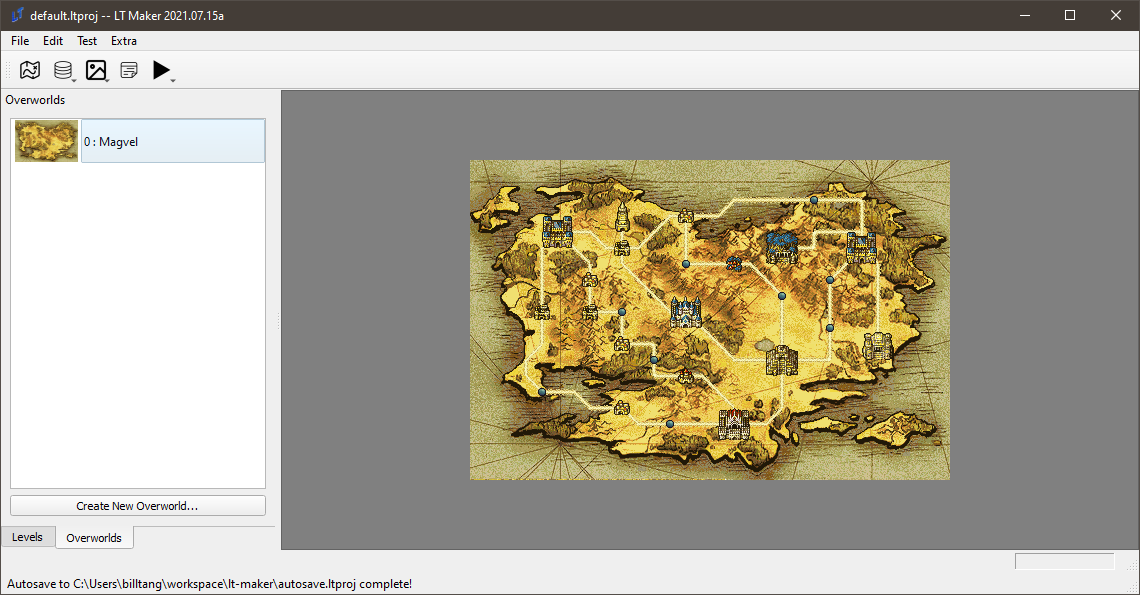 default.ltproj -- LT Maker 2021.07.15a
File Edit Test Extra
Overworlds
0 : Magvel
Create New Overworld...
Levels Overworlds
Autosave to C:\Users\billtang\workspace\lt-maker\autosave.ltproj complete!